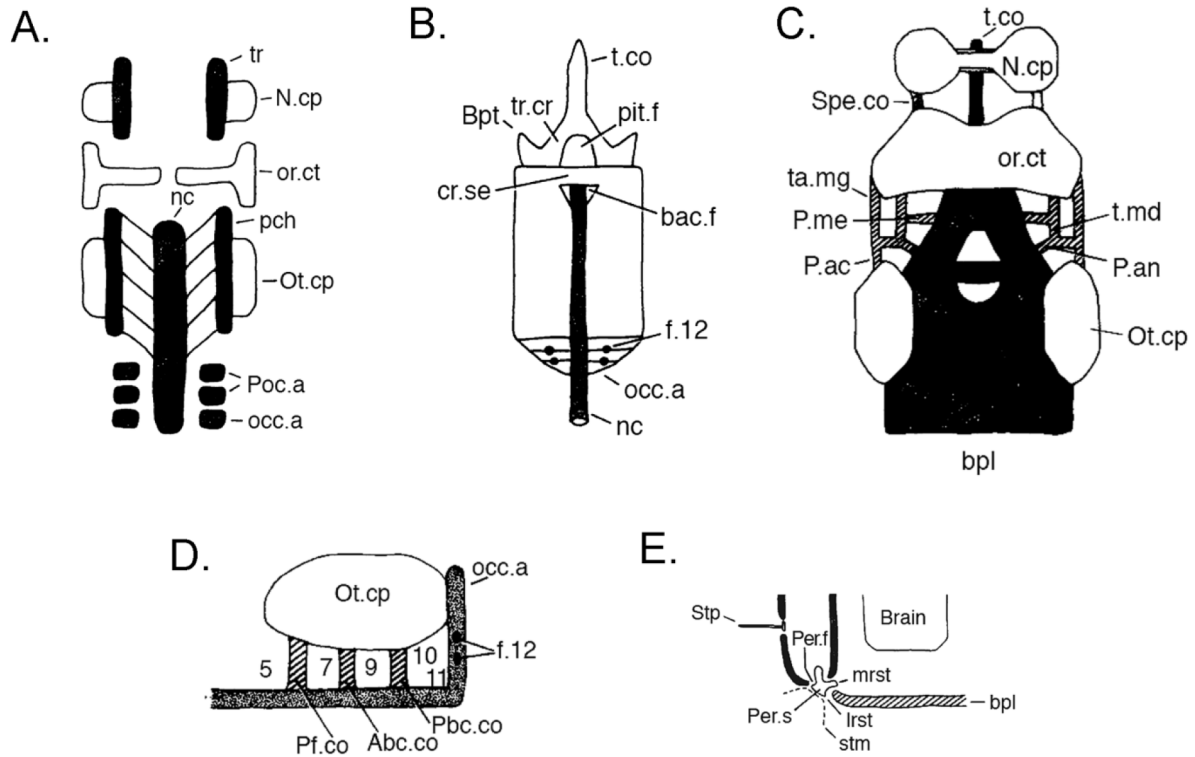 A.
tr
N.cp
or.ct
nc
pch
Ot.cp
Poc.a
occ.a
B.
t.co
tr.cr
Bpt
pit.f
cr.se
bac.f
f.12
occ.a
nc
C.
t.co
N.cp
Spe.co
or.ct
ta.mg
P.me
t.md
P.ac
P.an
Ot.cp
bpl
D.
Ot.cp
occ.a
f.12
5 7 9 10
11
Pbc.co
Abc.co
Pf.co
E.
Stp
Brain
Per.f
mrst
Per.s
lrst
bpl
stm